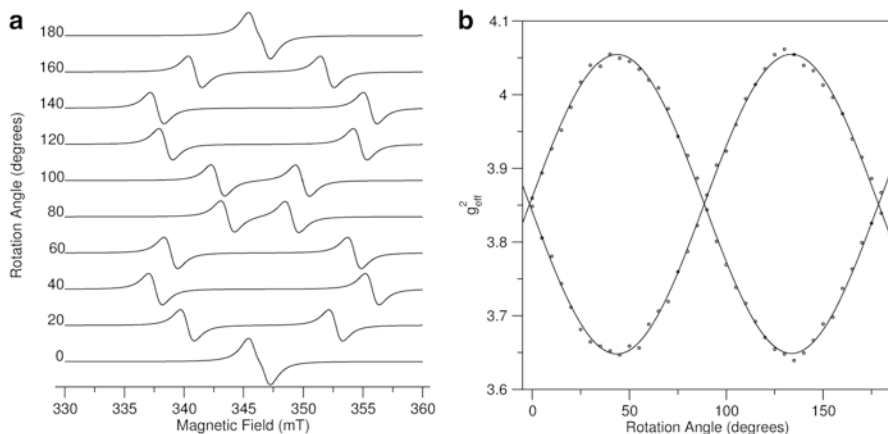 a
180
160
140
120
100
80
60
40
20
0
Rotation Angle (degrees)
330 335 340 345 350 355 360
Magnetic Field (mT)
b
4.1
4
3.9
3.8
3.7
3.6
g²eff
0 50 100 150
Rotation Angle (degrees)